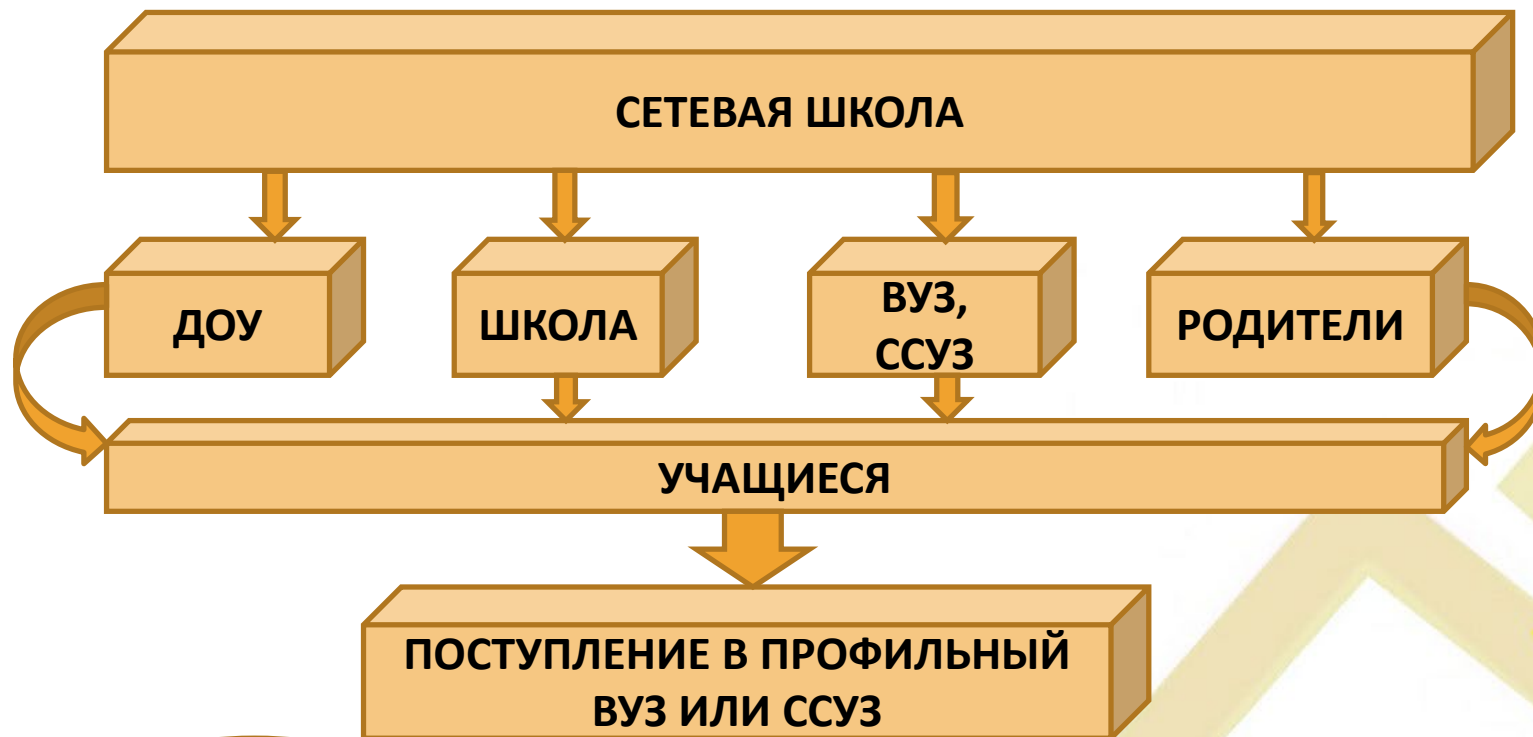 СЕТЕВАЯ ШКОЛА
ДОУ
ШКОЛА
ВУЗ,
ССУЗ
РОДИТЕЛИ
УЧАЩИЕСЯ
ПОСТУПЛЕНИЕ В ПРОФИЛЬНЫЙ
ВУЗ ИЛИ ССУЗ